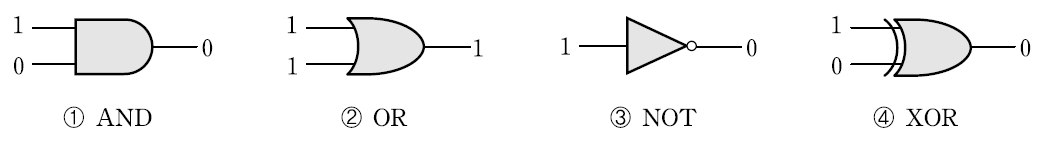 1 0 0
1 1 1
1 0
1 0 0
① AND
② OR
③ NOT
④ XOR